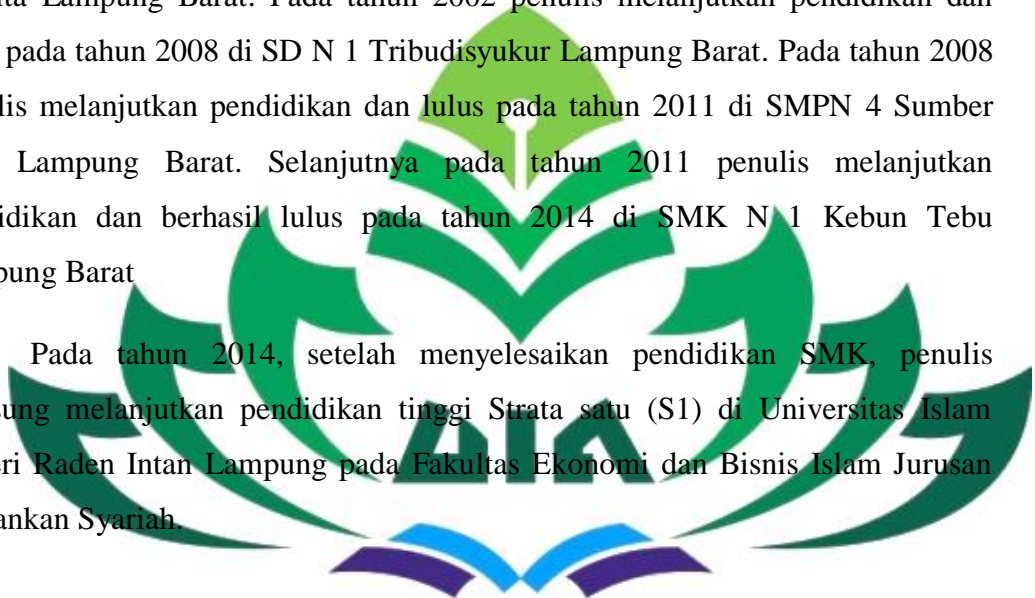 ita Lampung Barat. Pada tahun 2002 penulis melanjutkan pendidikan dan
pada tahun 2008 di SD N 1 Tribudisyukur Lampung Barat. Pada tahun 2008
lis melanjutkan pendidikan dan lulus pada tahun 2011 di SMPN 4 Sumber
Lampung Barat. Selanjutnya pada tahun 2011 penulis melanjutkan
idikan dan berhasil lulus pada tahun 2014 di SMK N 1 Kebun Tebu
pung Barat
Pada tahun 2014, setelah menyelesaikan pendidikan SMK, penulis
sung melanjutkan pendidikan tinggi Strata satu (S1) di Universitas Islam
eri Raden Intan Lampung pada Fakultas Ekonomi dan Bisnis Islam Jurusan
ankan Syariah.